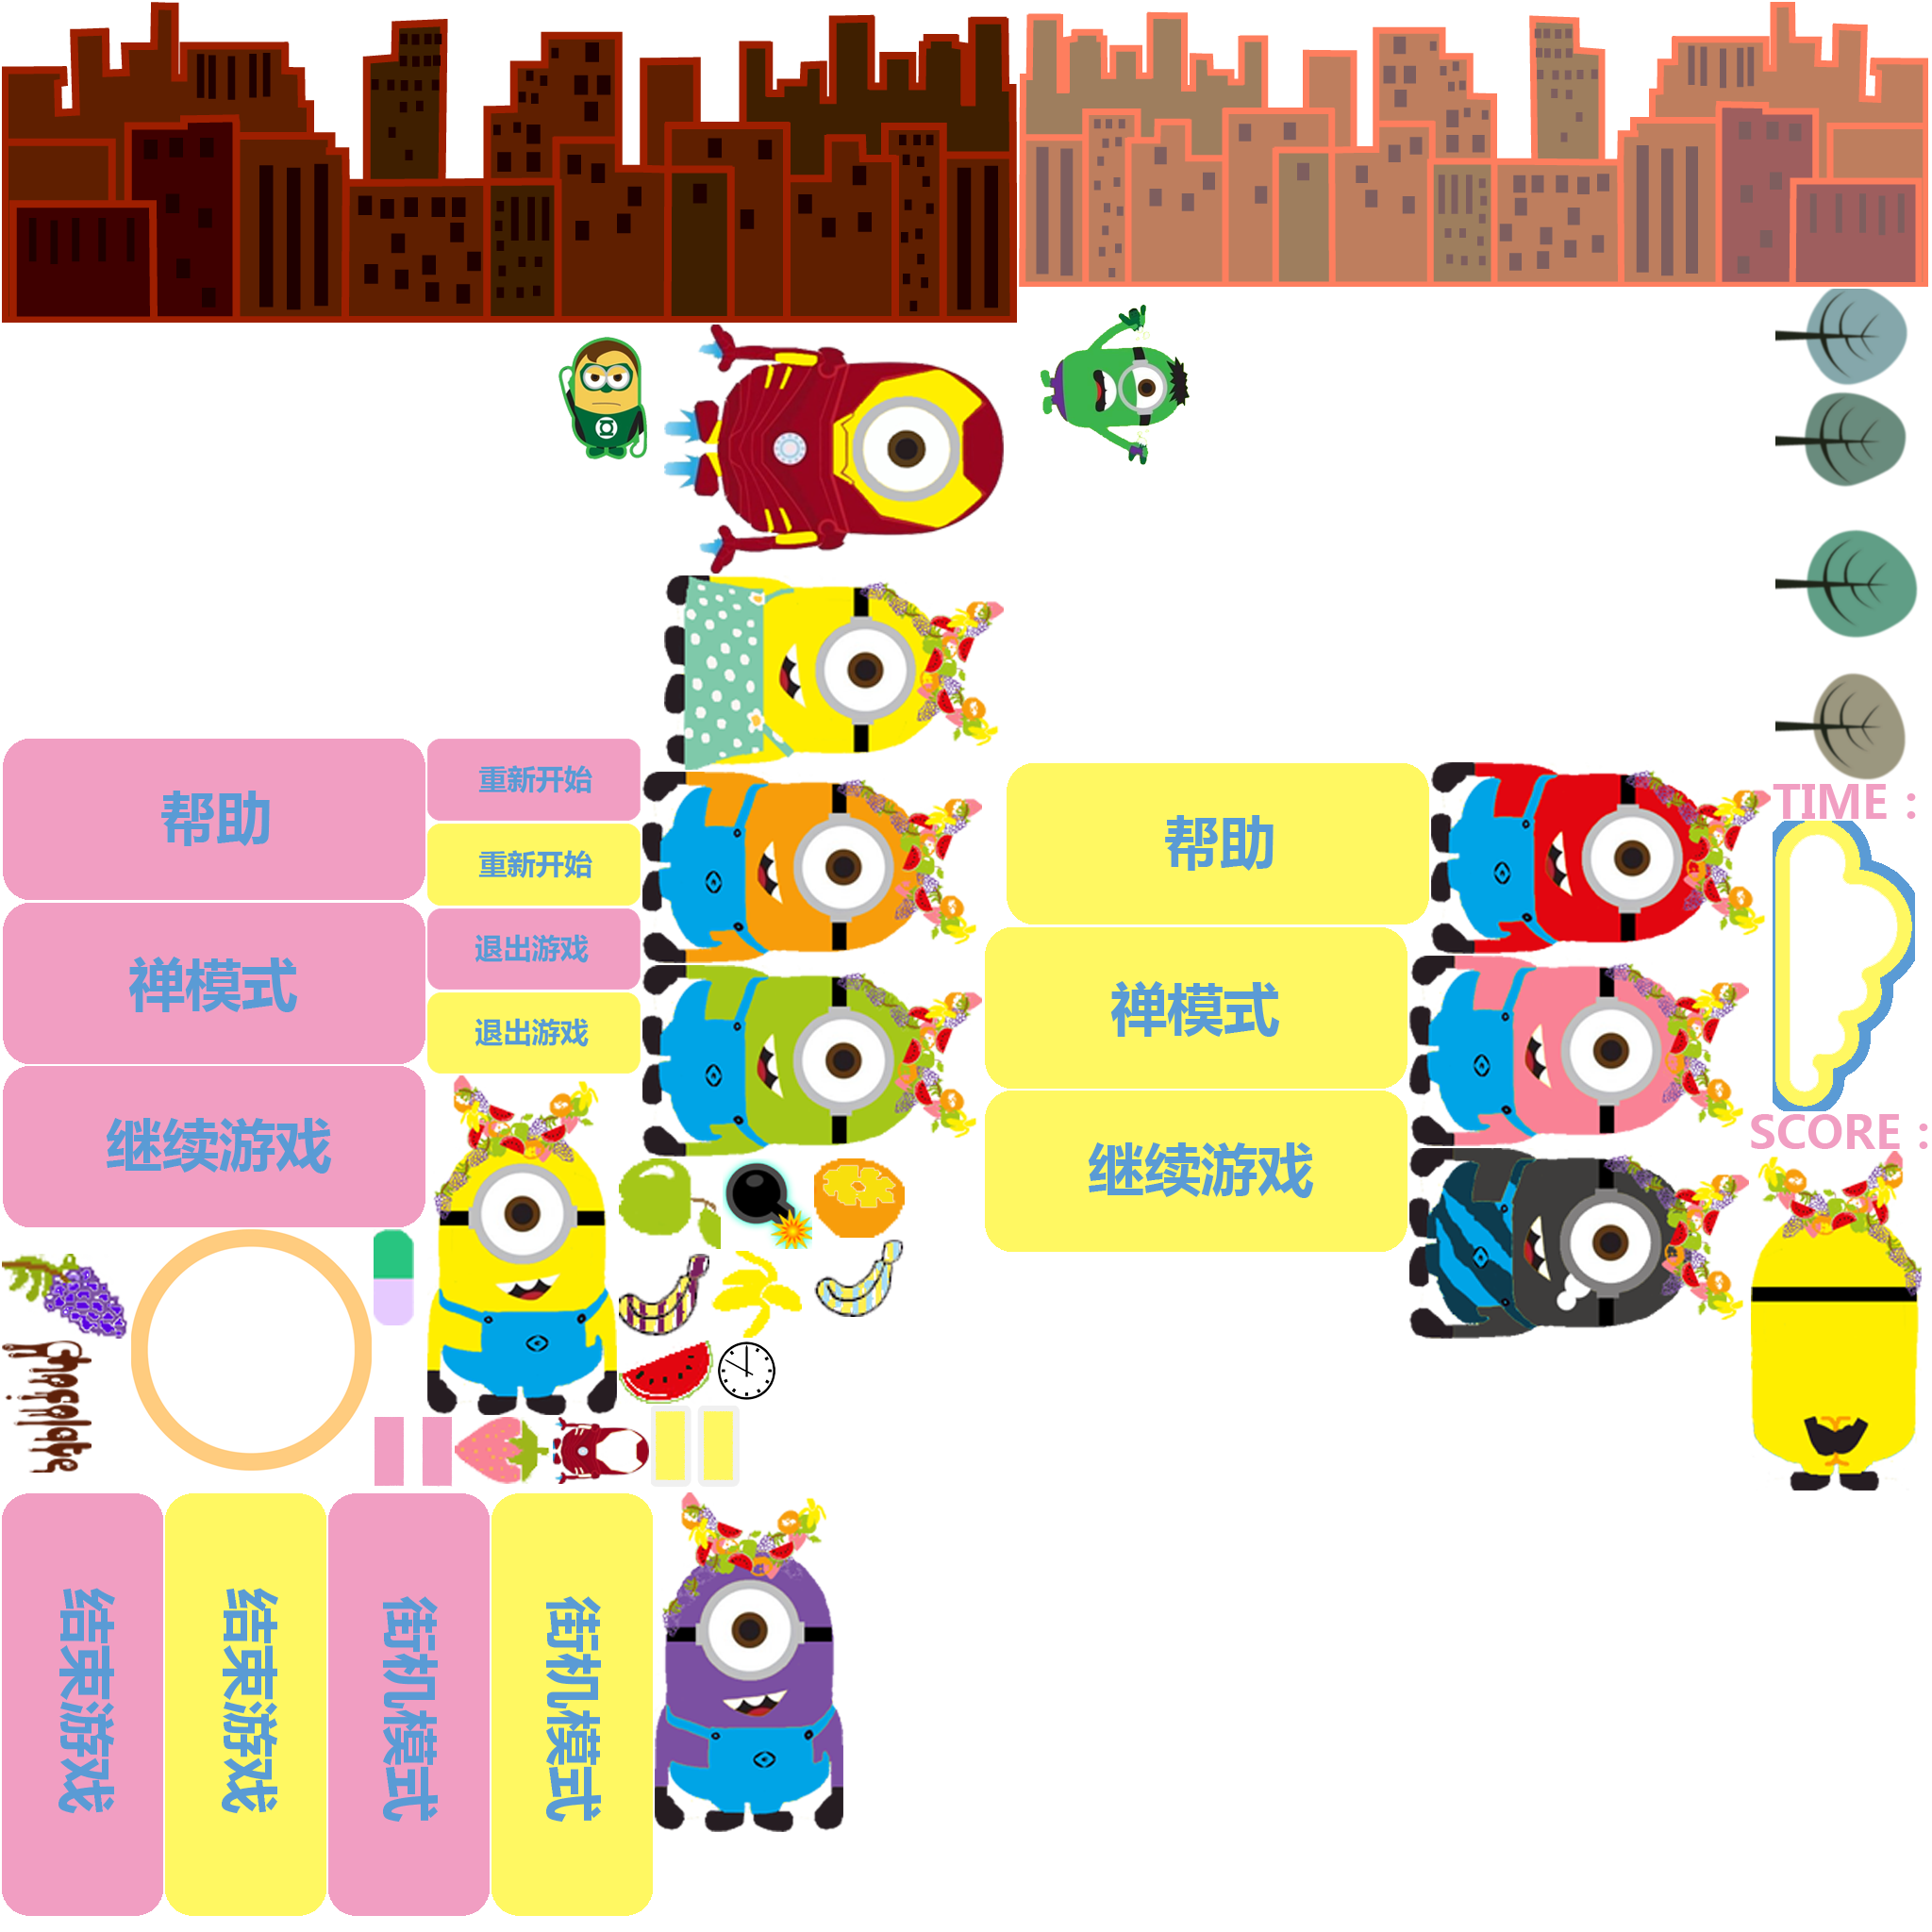 重新开始
帮助
重新开始
帮助
TIME：
退出游戏
禅模式
禅模式
退出游戏
继续游戏
继续游戏
SCORE：
chocolate
结束游戏
结束游戏
街机模式
街机模式